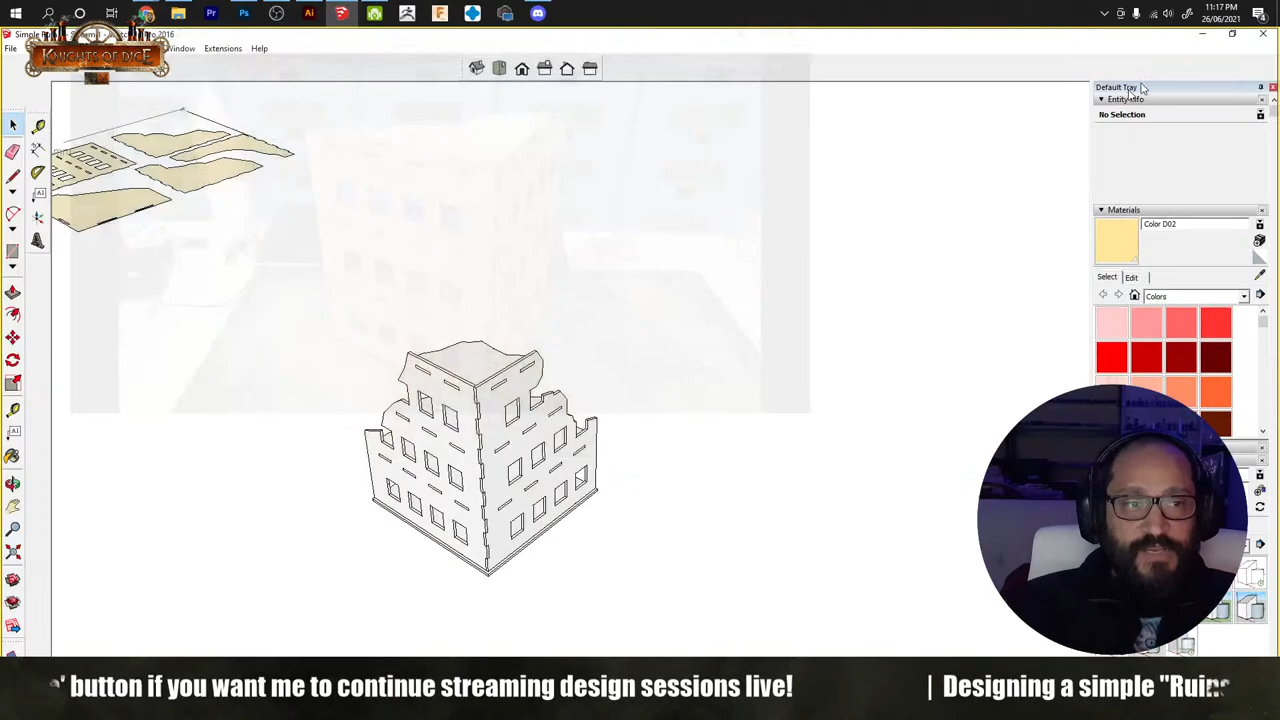 11:17 PM
26/06/2021
KNIGHTS OF DICE
File
Window
Extensions
Help
2016
Default Tray
Entity Info
No Selection
Materials
Color D02
Select
Edit
Colors
' button if you want me to continue streaming design sessions live!
| Designing a simple "Ruins